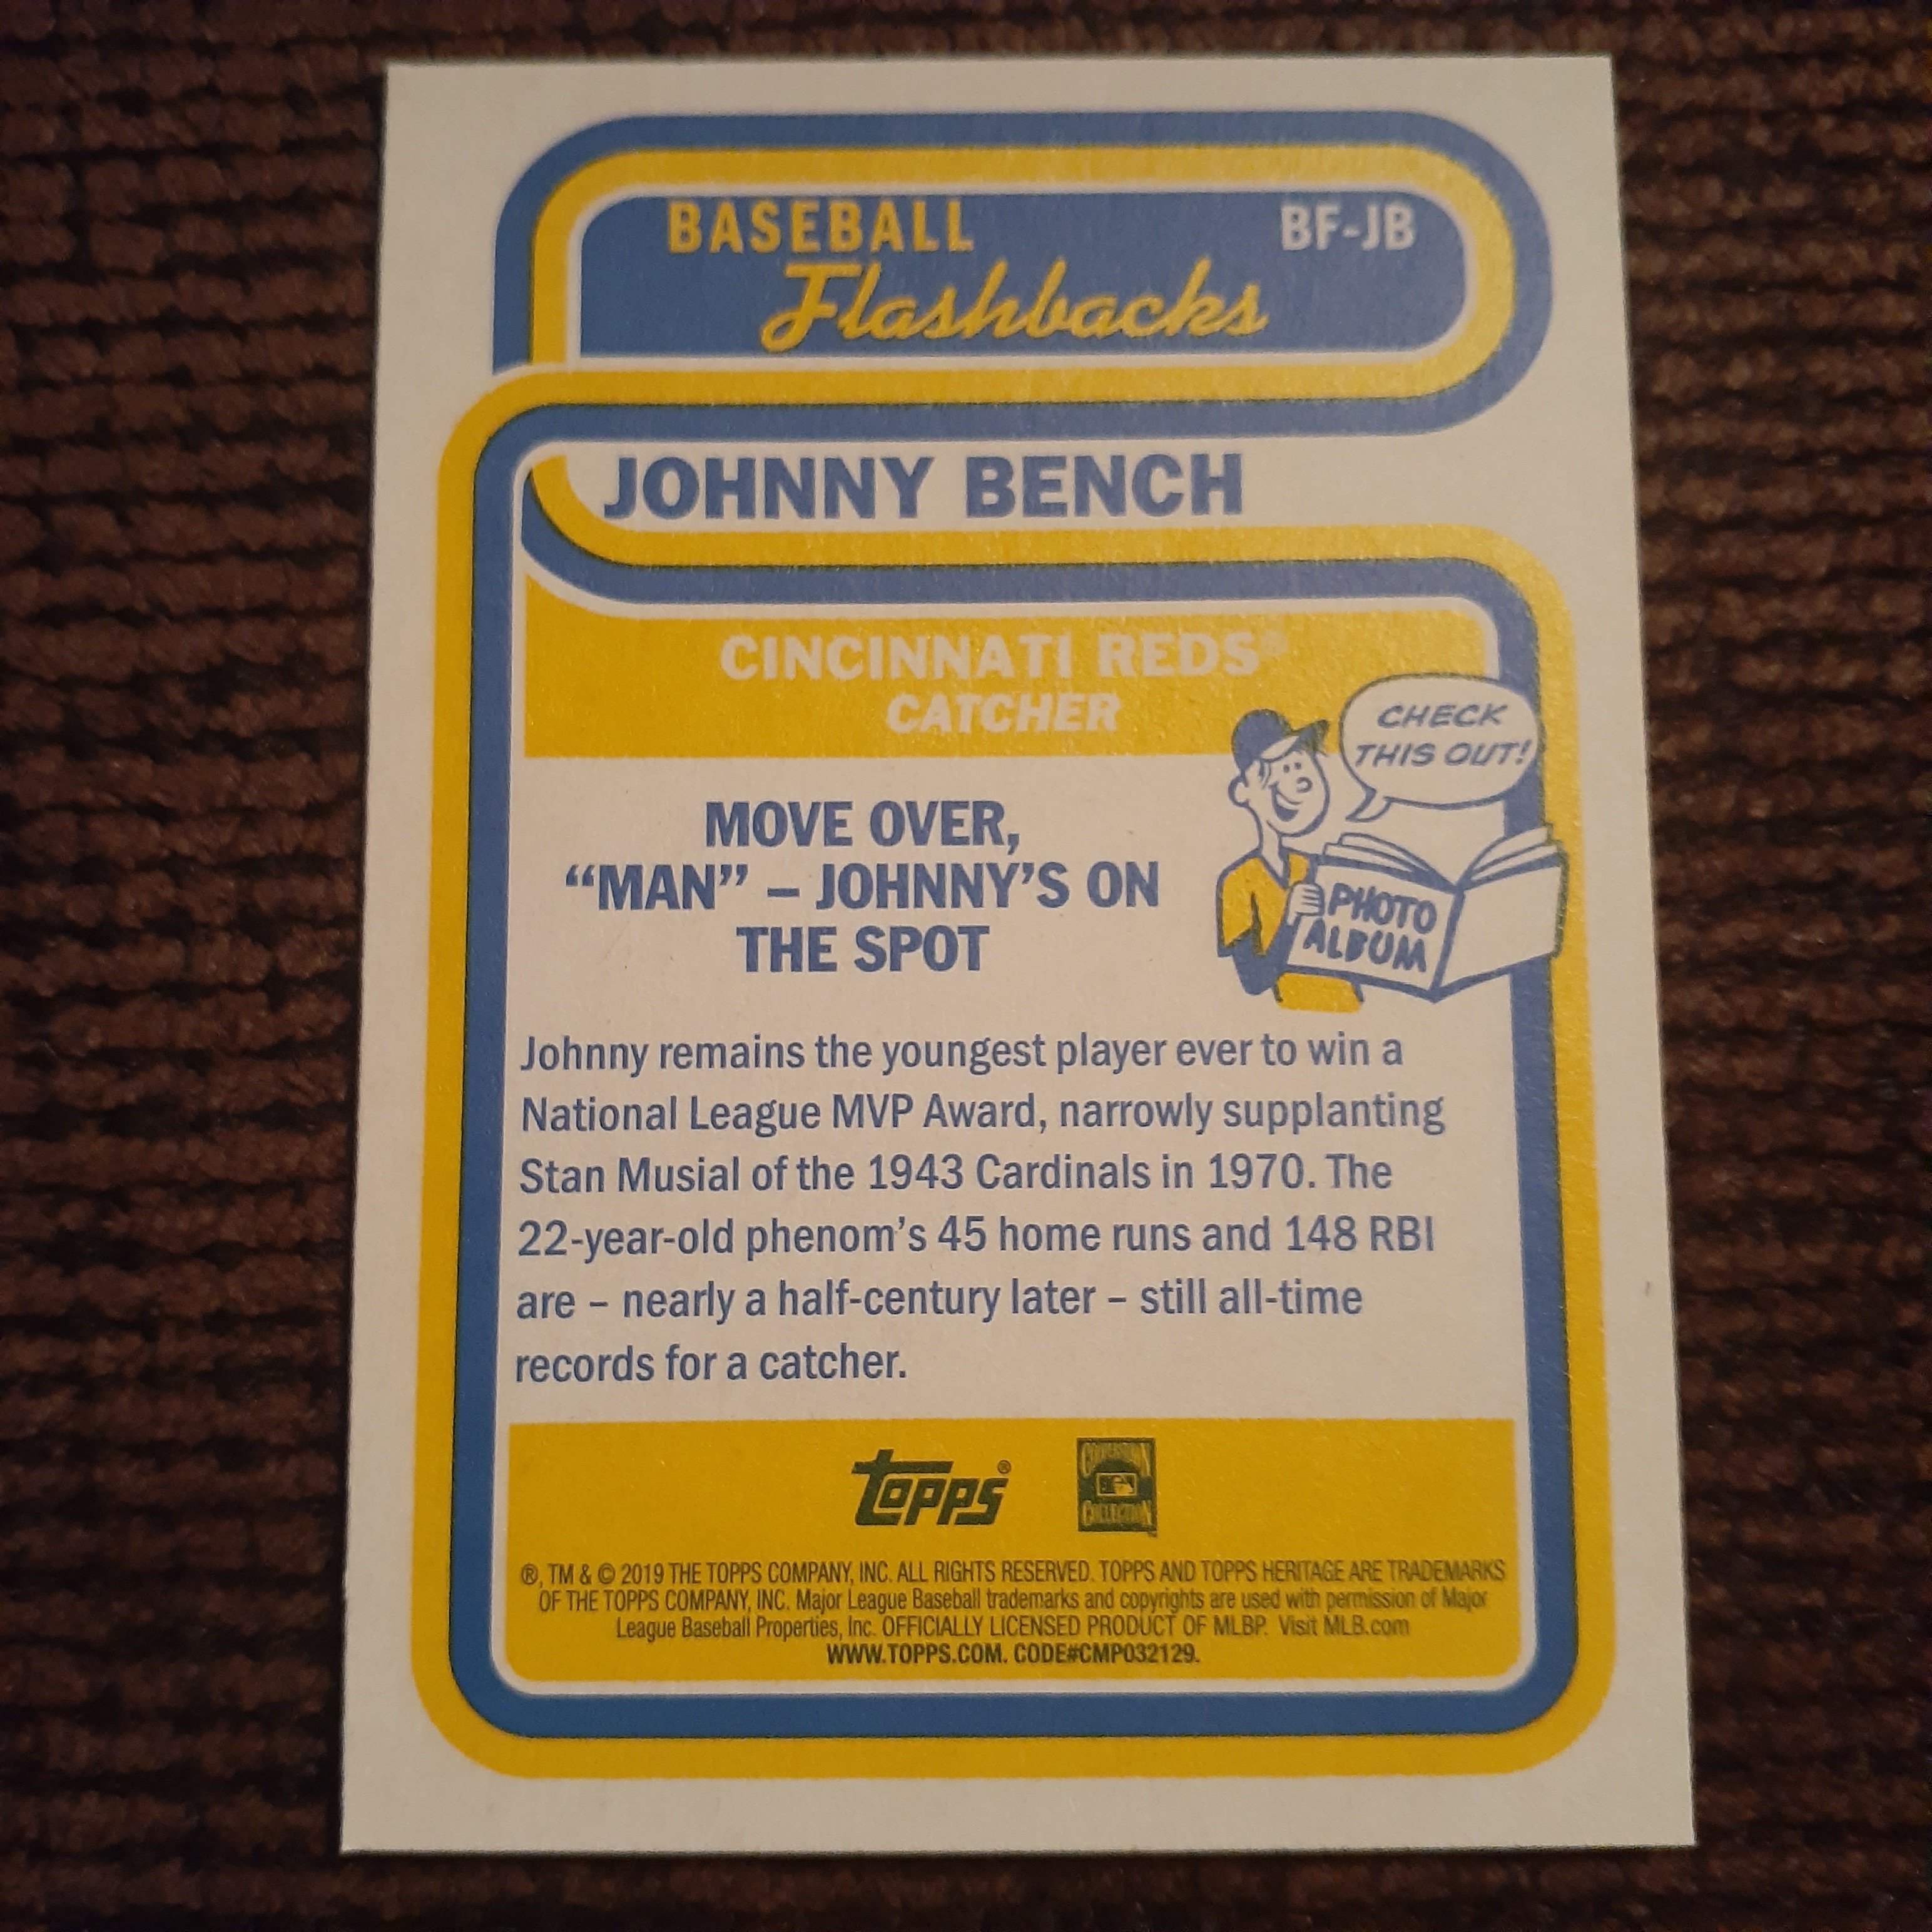 BASEBALL BF-JB
Flashbacks
JOHNNY BENCH
CINCINNATI REDS®
CATCHER
CHECK
THIS OUT!
PHOTO
ALBUM
MOVE OVER,
“MAN” – JOHNNY’S ON
THE SPOT
Johnny remains the youngest player ever to win a
National League MVP Award, narrowly supplanting
Stan Musial of the 1943 Cardinals in 1970. The
22-year-old phenom’s 45 home runs and 148 RBI
are – nearly a half-century later – still all-time
records for a catcher.
topps®
COOPERSTOWN
COLLECTION
®, TM & © 2019 THE TOPPS COMPANY, INC. ALL RIGHTS RESERVED. TOPPS AND TOPPS HERITAGE ARE TRADEMARKS
OF THE TOPPS COMPANY, INC. Major League Baseball trademarks and copyrights are used with permission of Major
League Baseball Properties, Inc. OFFICIALLY LICENSED PRODUCT OF MLBP. Visit MLB.com
WWW.TOPPS.COM. CODE#CMP032129.